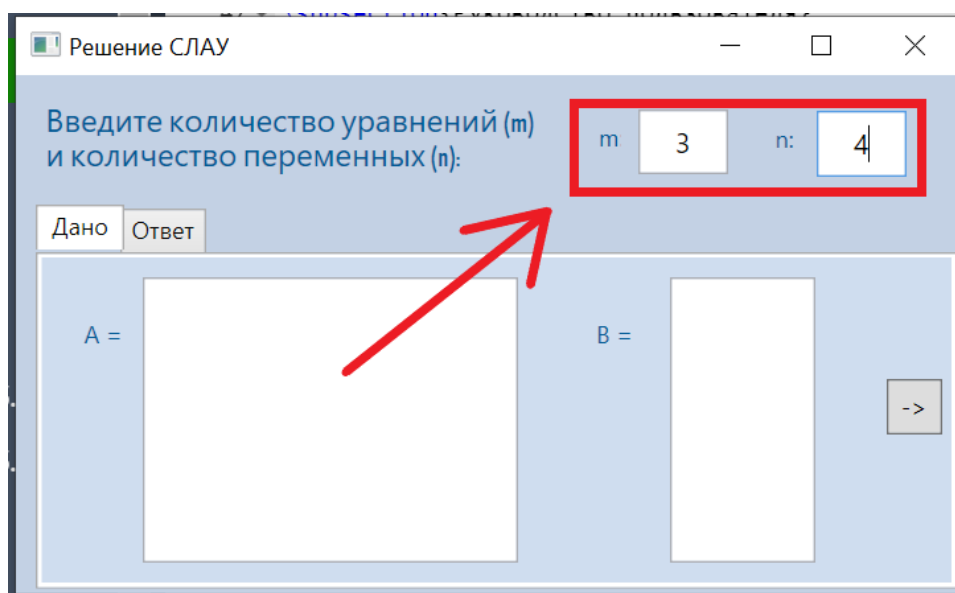 Решение СЛАУ
Введите количество уравнений (m)
и количество переменных (n):
m 3 n: 4
Дано Ответ
A = B =
->